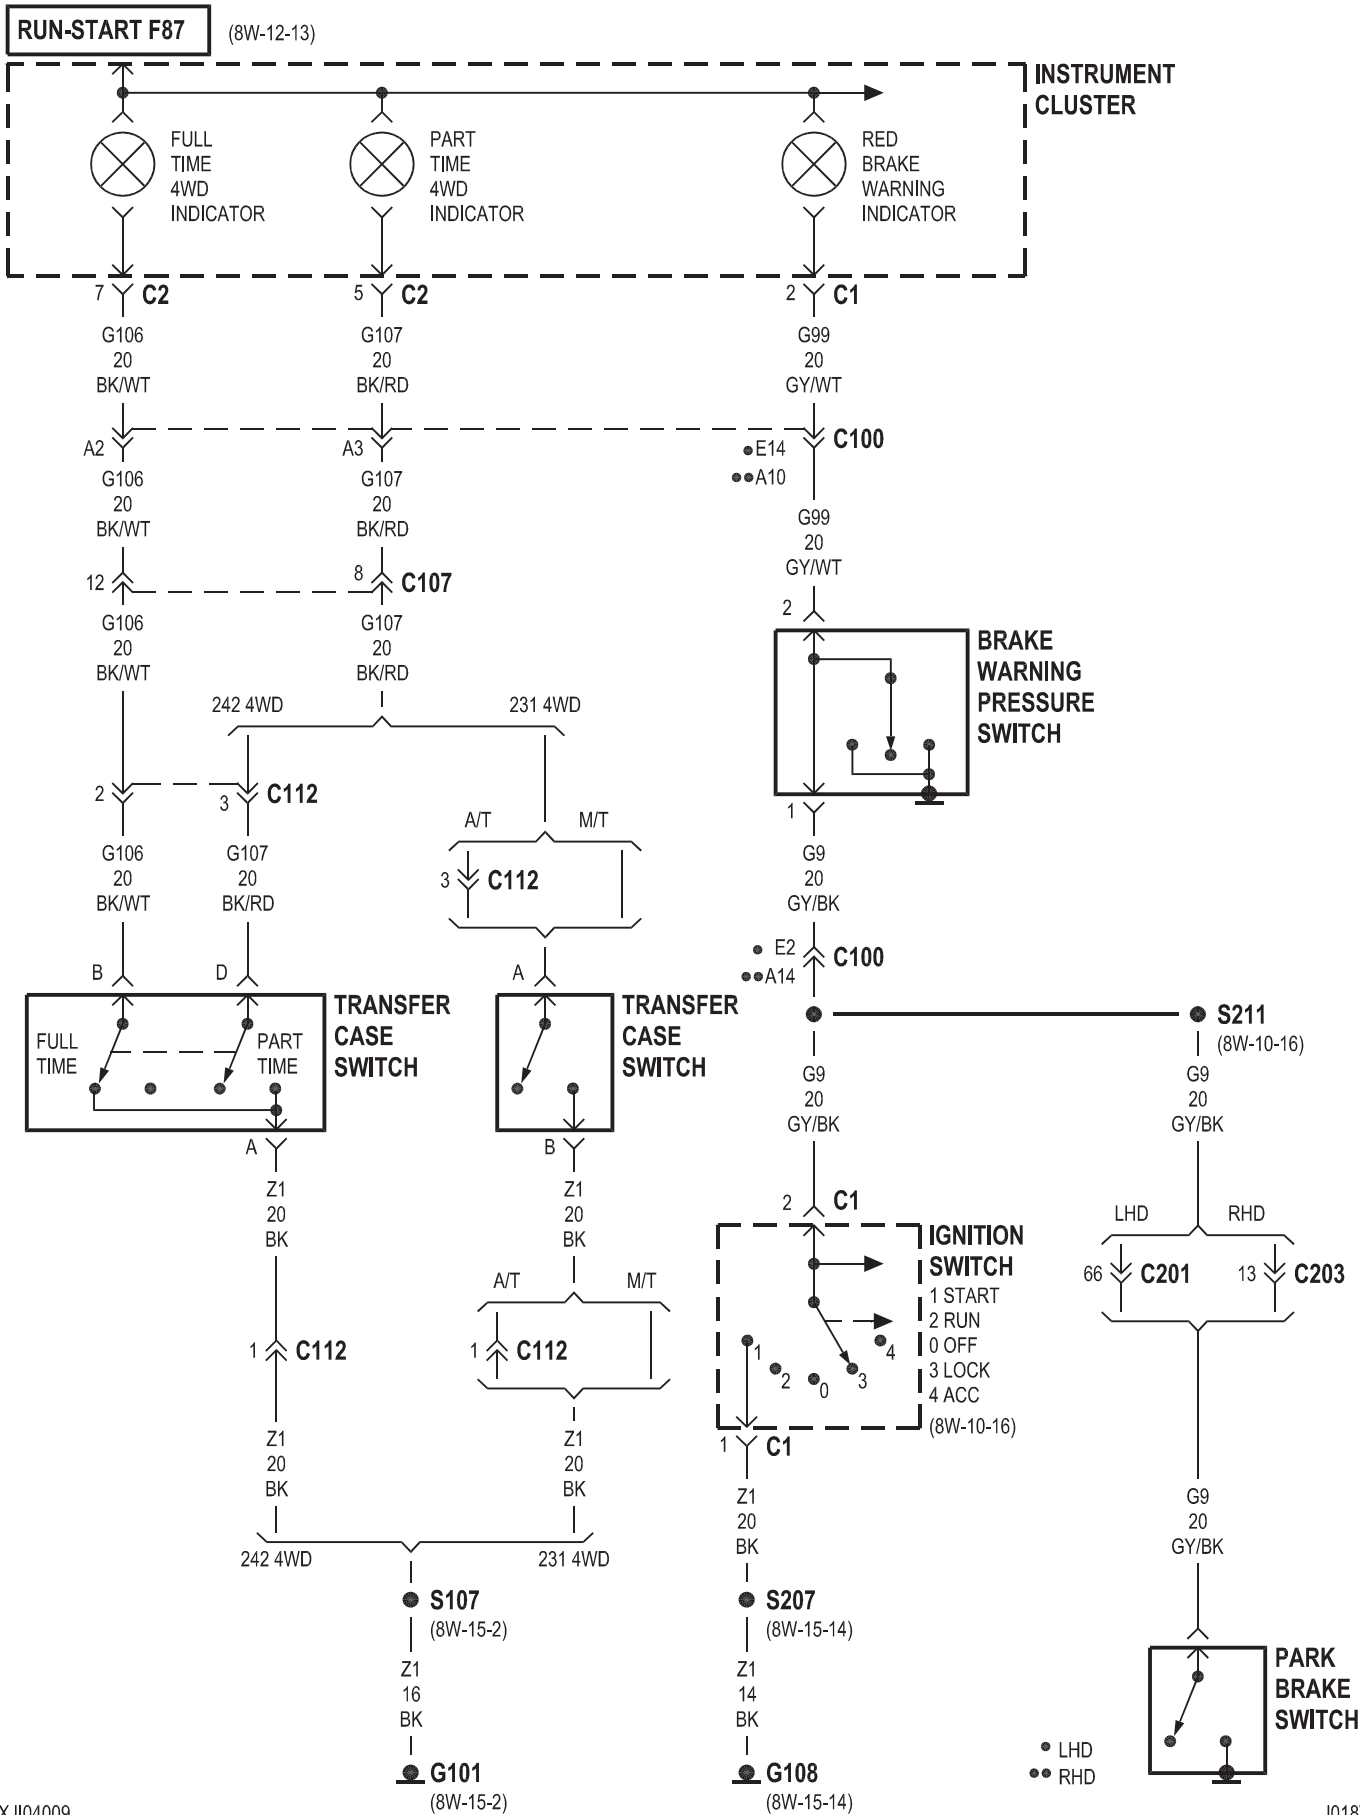 RUN-START F87
(8W-12-13)
INSTRUMENT
CLUSTER
FULL
TIME
4WD
INDICATOR
PART
TIME
4WD
INDICATOR
RED
BRAKE
WARNING
INDICATOR
7 C2
5 C2
2 C1
G106
20
BK/WT
G107
20
BK/RD
G99
20
GY/WT
A2
A3
E14
A10
C100
G106
20
BK/WT
G107
20
BK/RD
G99
20
GY/WT
12
8 C107
G106
20
BK/WT
G107
20
BK/RD
2
BRAKE
WARNING
PRESSURE
SWITCH
1
242 4WD
231 4WD
2
3 C112
A/T
M/T
3 C112
G106
20
BK/WT
G107
20
BK/RD
G9
20
GY/BK
E2
A14
C100
B
D
A
FULL
TIME
PART
TIME
TRANSFER
CASE
SWITCH
TRANSFER
CASE
SWITCH
S211
(8W-10-16)
G9
20
GY/BK
G9
20
GY/BK
A
B
Z1
20
BK
Z1
20
BK
2 C1
IGNITION
SWITCH
1 START
2 RUN
0 OFF
3 LOCK
4 ACC
(8W-10-16)
1
2
0
3
4
LHD
RHD
66 C201
13 C203
A/T
M/T
1 C112
1 C112
1 C1
Z1
20
BK
Z1
20
BK
Z1
20
BK
G9
20
GY/BK
242 4WD
231 4WD
S107
(8W-15-2)
S207
(8W-15-14)
Z1
16
BK
Z1
14
BK
PARK
BRAKE
SWITCH
G101
(8W-15-2)
G108
(8W-15-14)
LHD
RHD
XJI04009
J018